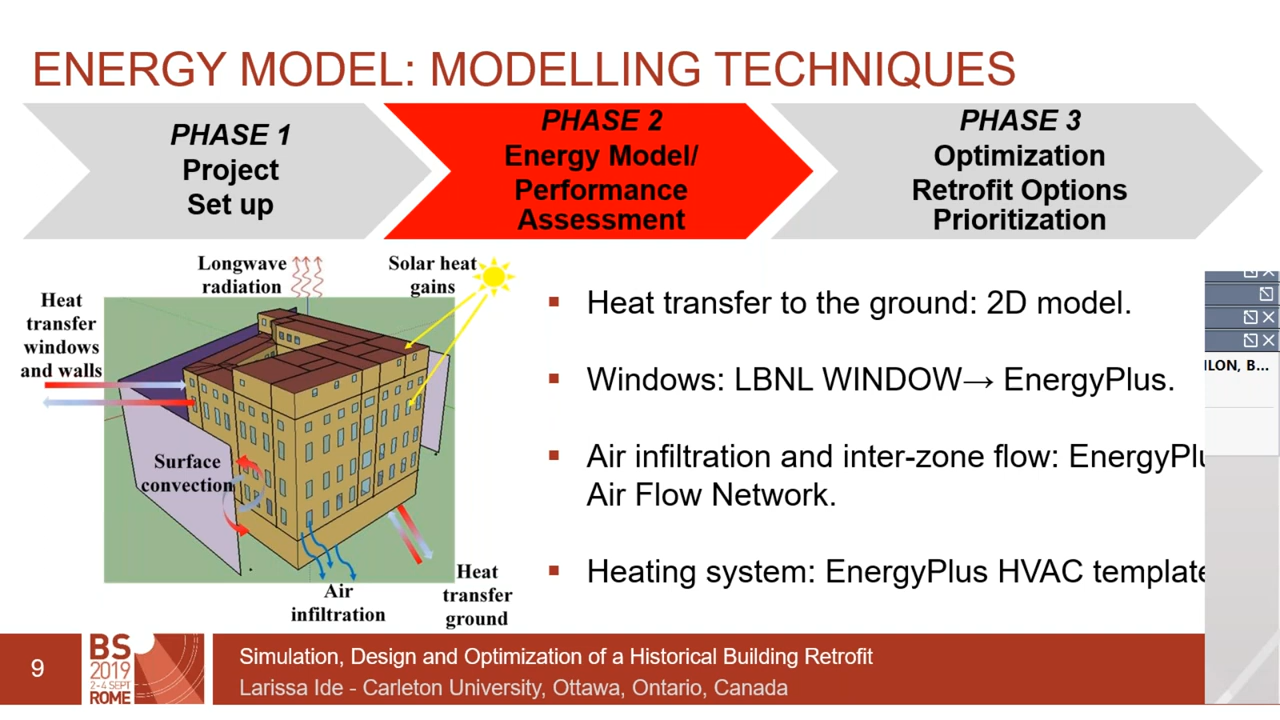 ENERGY MODEL: MODELLING TECHNIQUES
PHASE 1
Project
Set up
PHASE 2
Energy Model/
Performance
Assessment
PHASE 3
Optimization
Retrofit Options
Prioritization
Longwave
radiation
Solar heat
gains
Heat
transfer
windows
and walls
Surface
convection
Air
infiltration
Heat
transfer
ground
▪ Heat transfer to the ground: 2D model.
▪ Windows: LBNL WINDOW→ EnergyPlus.
▪ Air infiltration and inter-zone flow: EnergyPlu
Air Flow Network.
▪ Heating system: EnergyPlus HVAC template
ILON, B...
9
BS
2019
2-4 SEPT
ROME
Simulation, Design and Optimization of a Historical Building Retrofit
Larissa Ide - Carleton University, Ottawa, Ontario, Canada